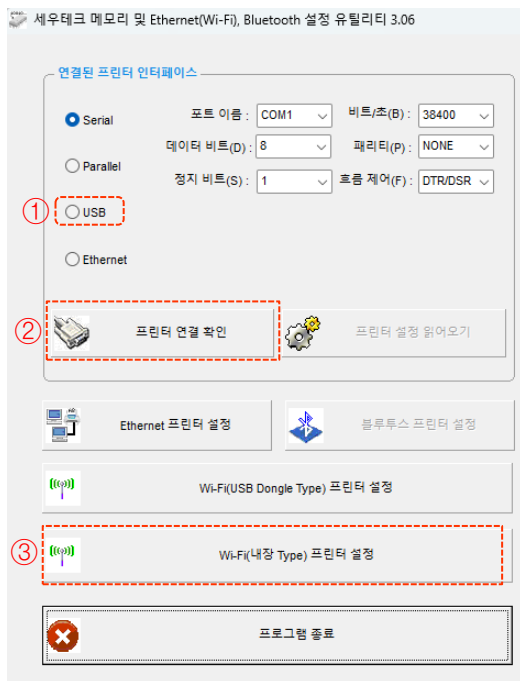 세우테크 메모리 및 Ethernet(Wi-Fi), Bluetooth 설정 유틸리티 3.06
연결된 프린터 인터페이스
Serial 포트 이름 : COM1 비트/초(B) : 38400
데이터 비트(D) : 8 패리티(P) : NONE
Parallel
정지 비트(S) : 1 흐름 제어(F) : DTR/DSR
① USB
Ethernet
② 프린터 연결 확인 프린터 설정 읽어오기
Ethernet 프린터 설정 블루투스 프린터 설정
Wi-Fi(USB Dongle Type) 프린터 설정
③ Wi-Fi(내장 Type) 프린터 설정
프로그램 종료